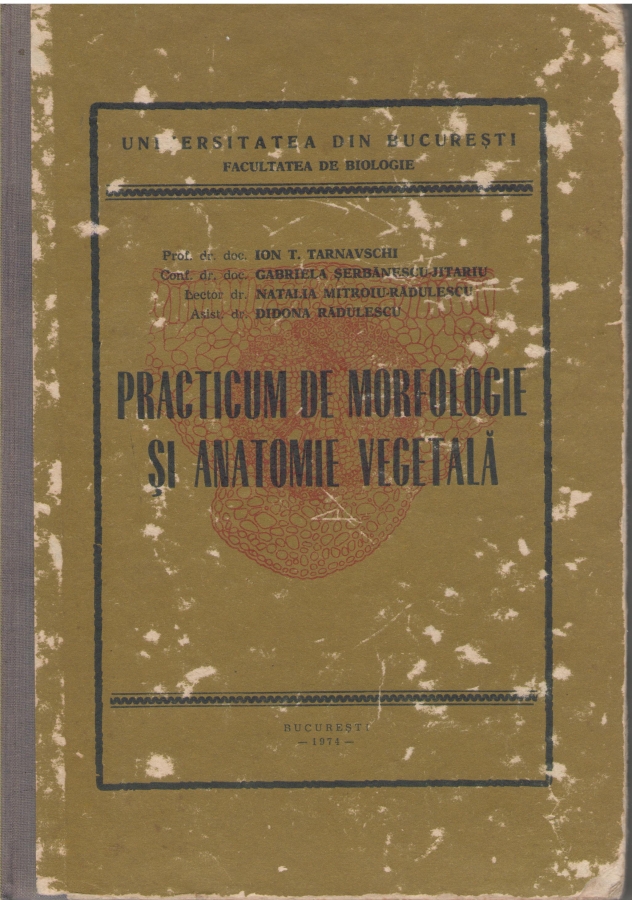 UNIVERSITATEA DIN BUCUREȘTI
FACULTATEA DE BIOLOGIE
Prof. dr. doc. ION T. TARNAVSCHI
Conf. dr. doc. GABRIELA ȘERBĂNESCU-JITARIU
Lector dr. NATALIA MITROIU-RĂDULESCU
Asist. dr. DIDONA RĂDULESCU
PRACTICUM DE MORFOLOGIE
ȘI ANATOMIE VEGETALĂ
BUCUREȘTI
— 1974 —